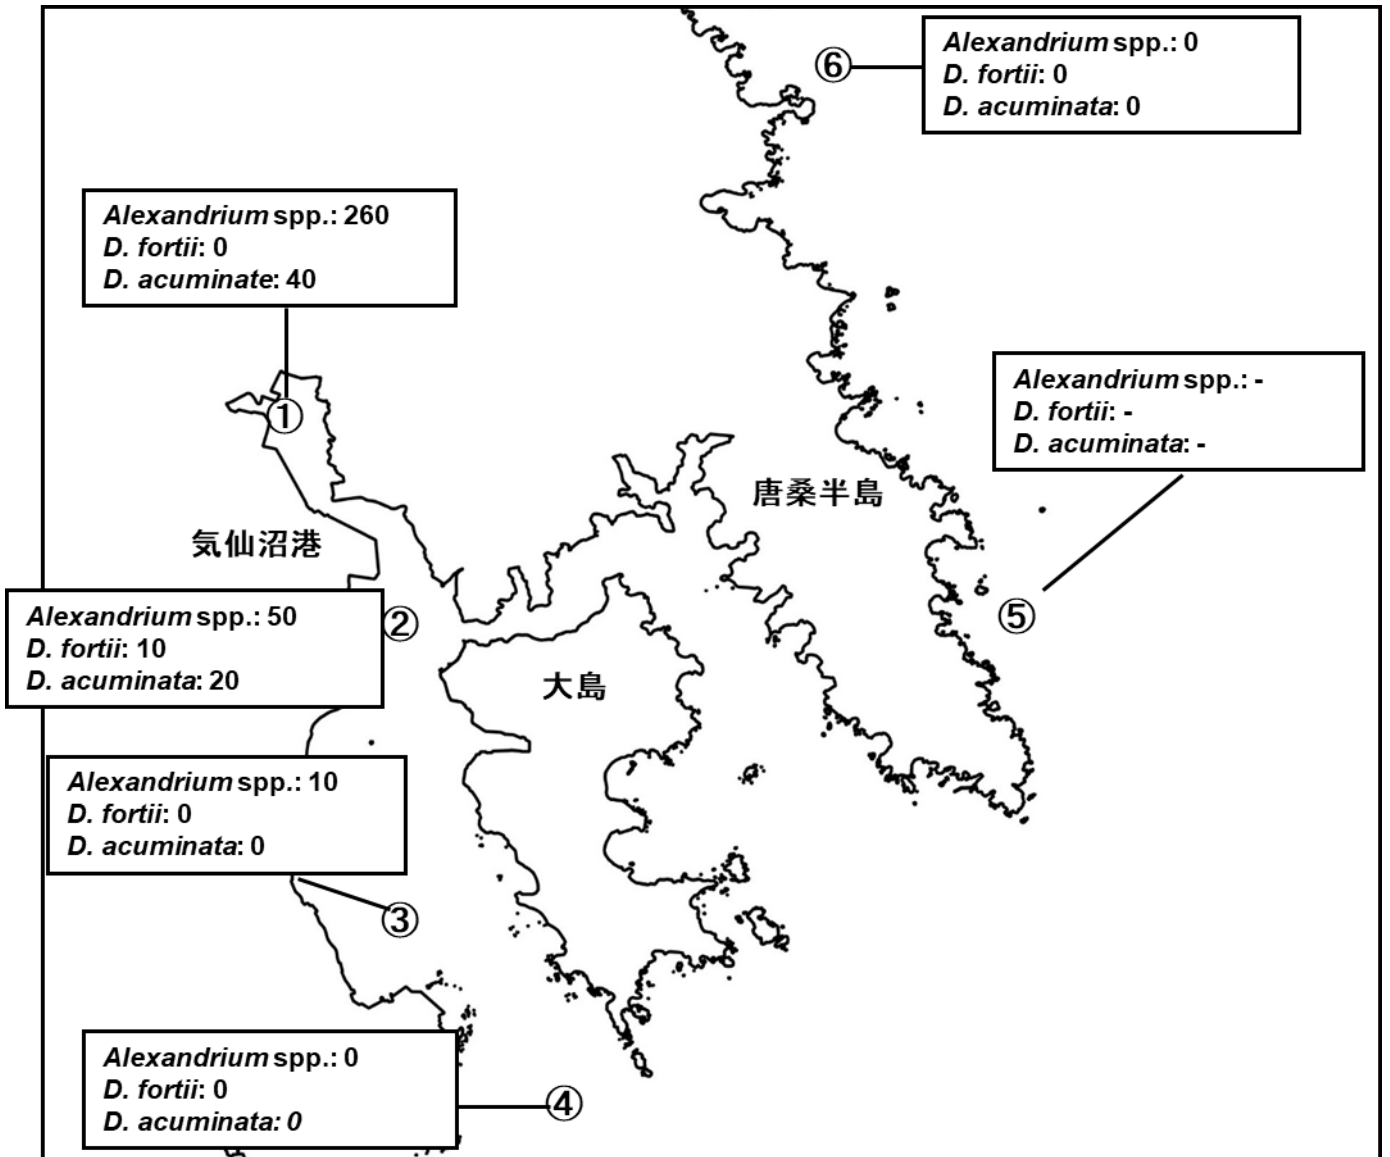 ⑥
Alexandrium spp.: 0
D. fortii: 0
D. acuminata: 0
Alexandrium spp.: 260
D. fortii: 0
D. acuminate: 40
①
Alexandrium spp.: -
D. fortii: -
D. acuminata: -
唐桑半島
気仙沼港
⑤
Alexandrium spp.: 50
D. fortii: 10
D. acuminata: 20
②
大島
Alexandrium spp.: 10
D. fortii: 0
D. acuminata: 0
③
Alexandrium spp.: 0
D. fortii: 0
D. acuminata: 0
④